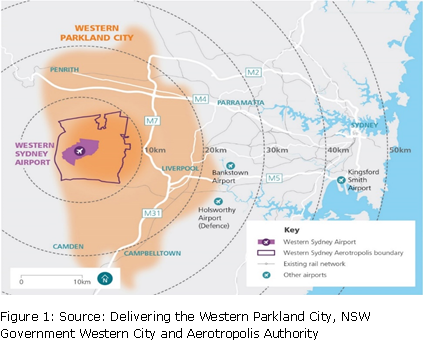 WESTERN
PARKLAND CITY
PENRITH
M2
M4
PARRAMATTA
M7
SYDNEY
WESTERN
SYDNEY
AIRPORT
10km
20km
30km
40km
50km
LIVERPOOL
Bankstown
Airport
M5
Kingsford
Smith
Airport
Holsworthy
Airport
(Defence)
M31
CAMDEN
CAMPBELLTOWN
0
10km
N
Key
Western Sydney Airport
Western Sydney Aerotropolis boundary
Existing rail network
Other airports
Figure 1: Source: Delivering the Western Parkland City, NSW
Government Western City and Aerotropolis Authority